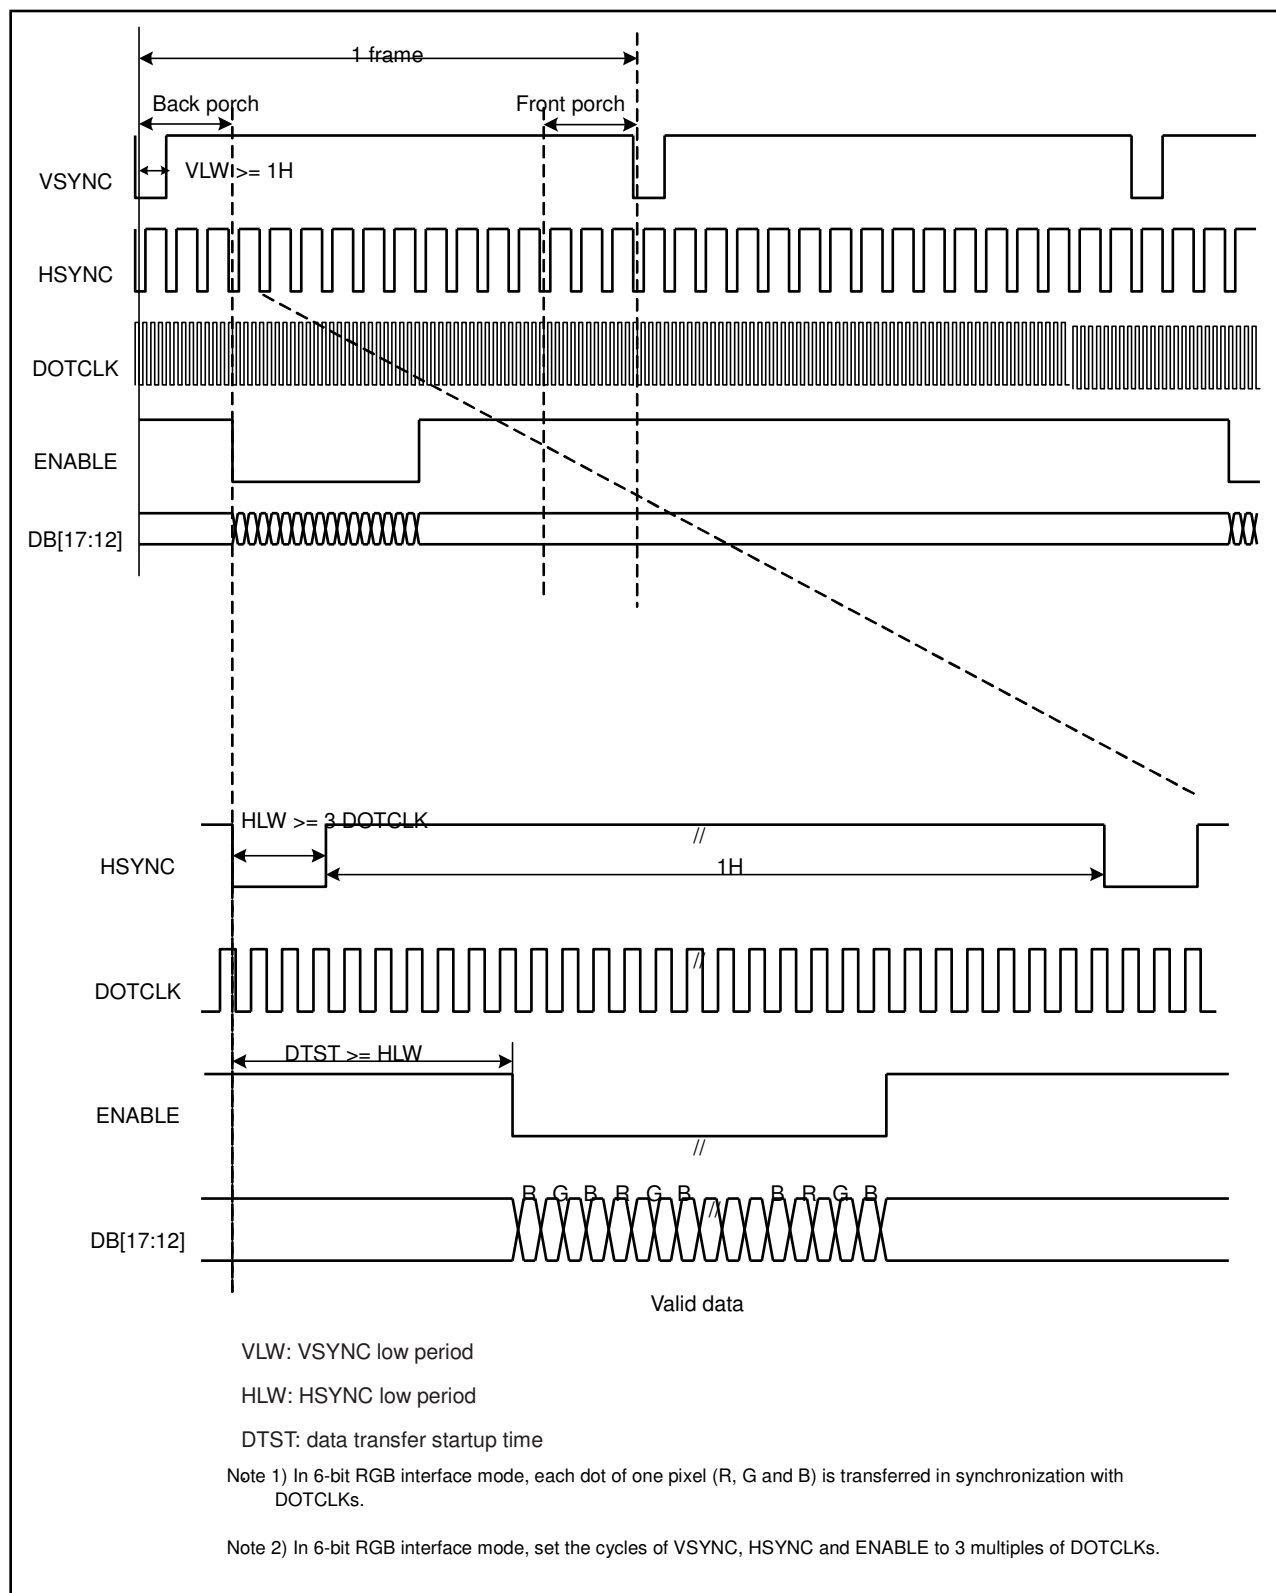 1 frame
Back porch
Front porch
VLW >= 1H
VSYNC
HSYNC
DOTCLK
ENABLE
DB[17:12]
HLW >= 3 DOTCLK
//
1H
HSYNC
//
DOTCLK
DTST >= HLW
ENABLE
//
R G B R G B // B R G B
DB[17:12]
Valid data
VLW: VSYNC low period
HLW: HSYNC low period
DTST: data transfer startup time
Note 1) In 6-bit RGB interface mode, each dot of one pixel (R, G and B) is transferred in synchronization with
DOTCLKs.
Note 2) In 6-bit RGB interface mode, set the cycles of VSYNC, HSYNC and ENABLE to 3 multiples of DOTCLKs.